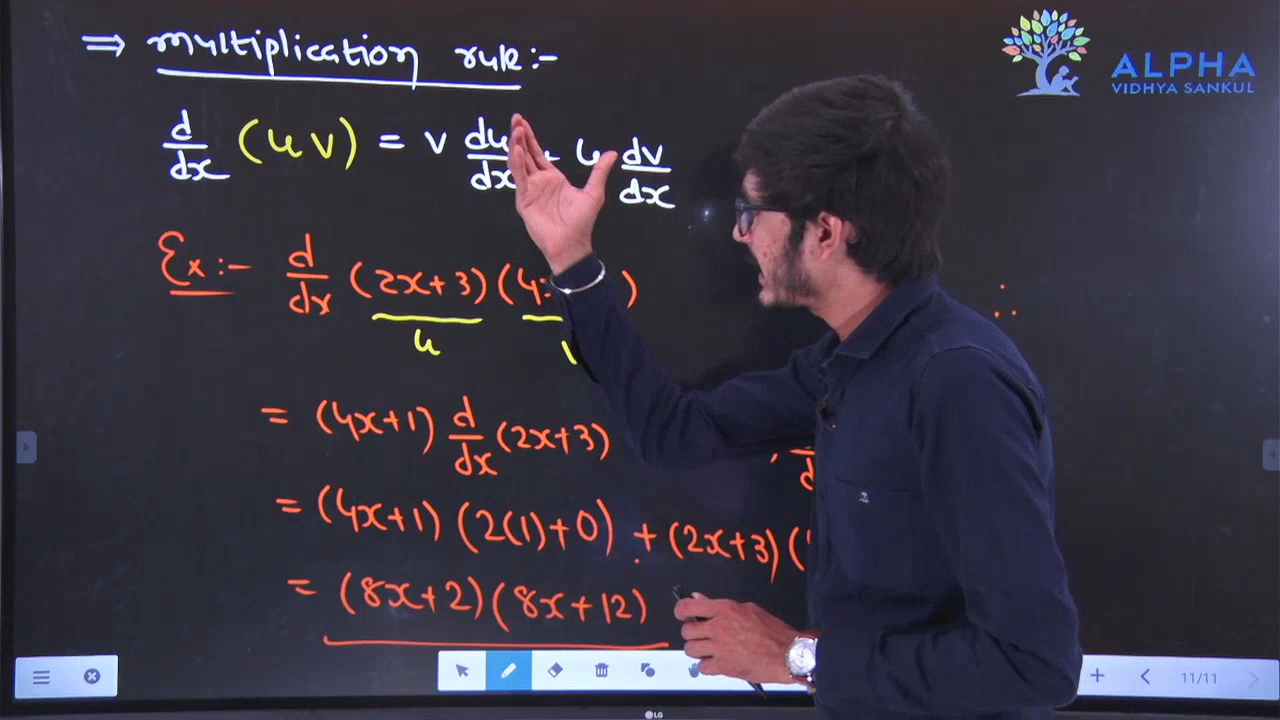 ⇒ multiplication rule:-
ALPHA
VIDHYA SANKUL
d/dx (u v) = v du/dx + u dv/dx
Ex:- d/dx (2x+3) (4
u
= (4x+1) d/dx (2x+3)
= (4x+1) (2(1)+0) + (2x+3) (
= (8x+2) (8x+12)
11/11
LG